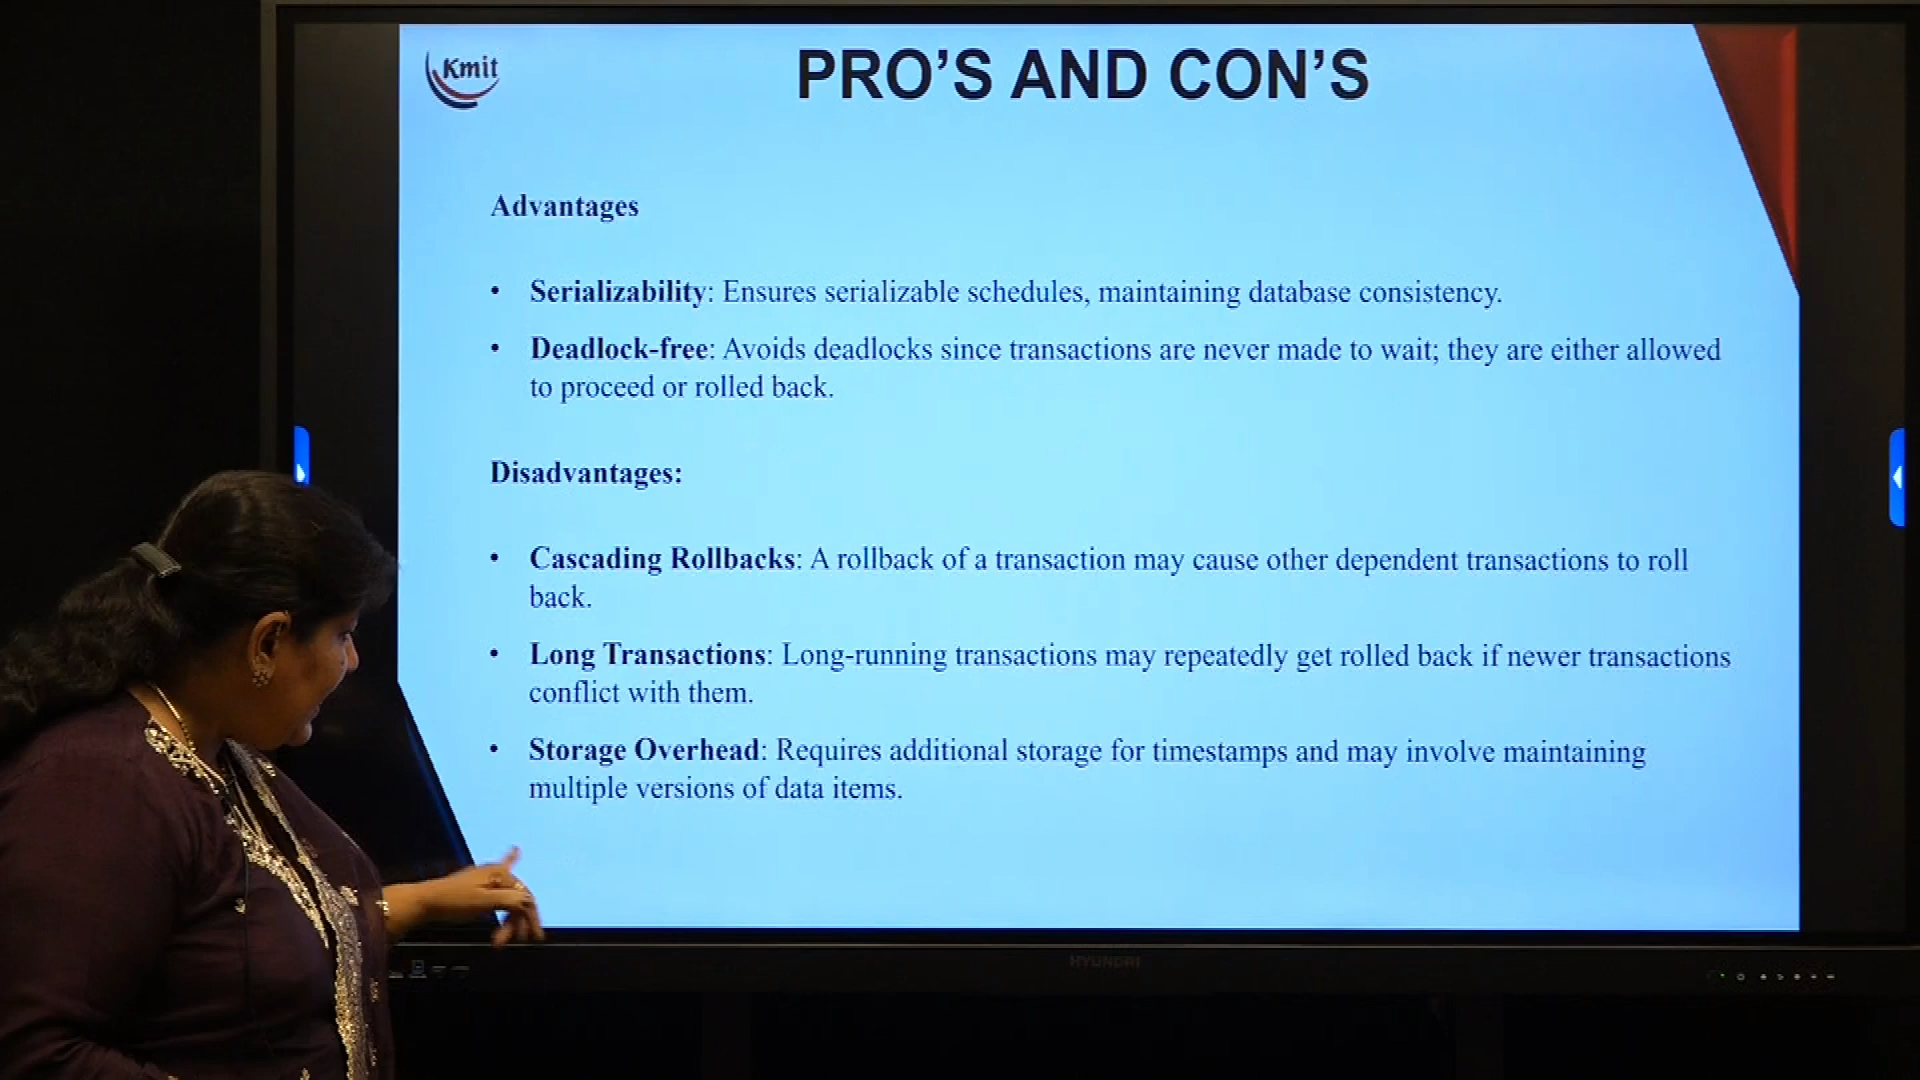 Kmit
PRO’S AND CON’S
Advantages
• Serializability: Ensures serializable schedules, maintaining database consistency.
• Deadlock-free: Avoids deadlocks since transactions are never made to wait; they are either allowed
to proceed or rolled back.
Disadvantages:
• Cascading Rollbacks: A rollback of a transaction may cause other dependent transactions to roll
back.
• Long Transactions: Long-running transactions may repeatedly get rolled back if newer transactions
conflict with them.
• Storage Overhead: Requires additional storage for timestamps and may involve maintaining
multiple versions of data items.
HYUNDAI